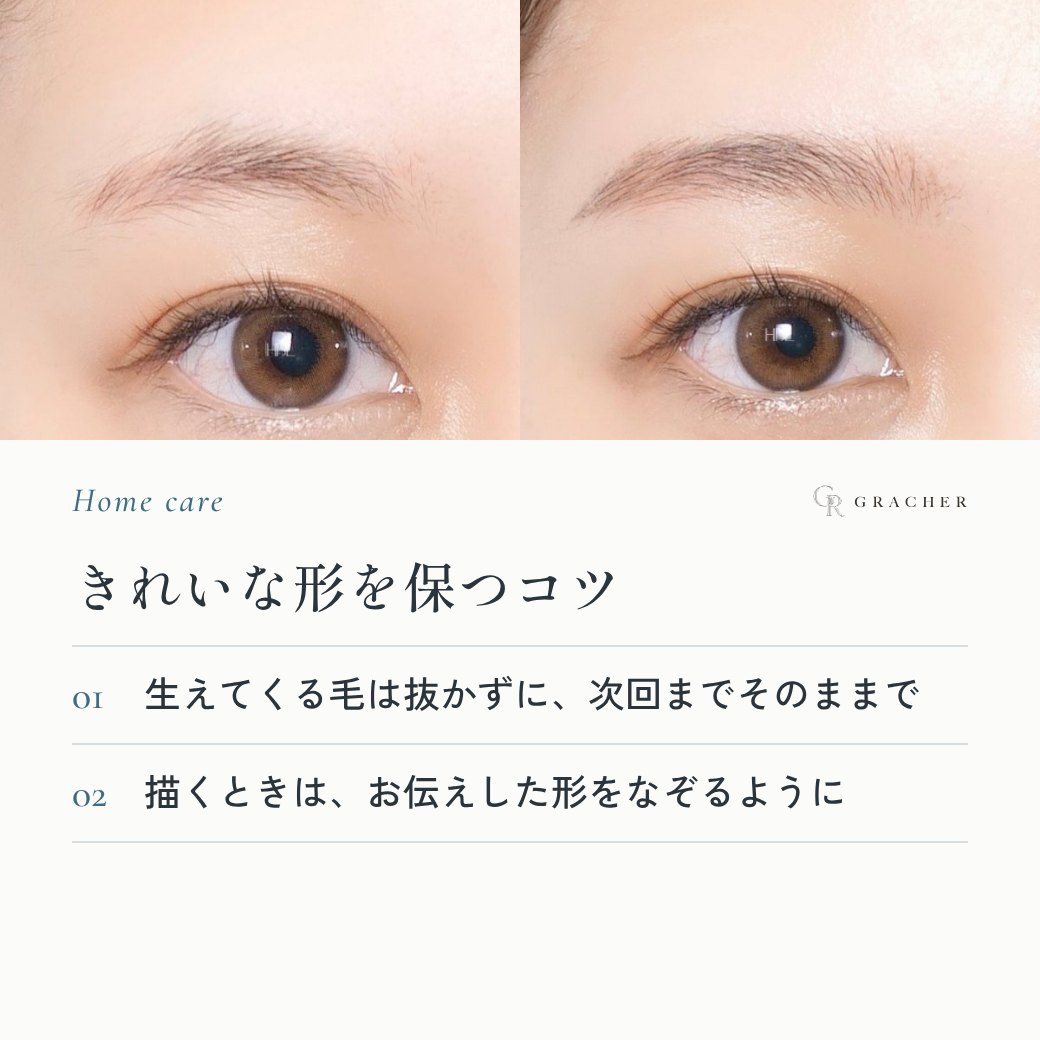 Home care
GR GRACHER
きれいな形を保つコツ
01 生えてくる毛は抜かずに、次回までそのままで
02 描くときは、お伝えした形をなぞるように